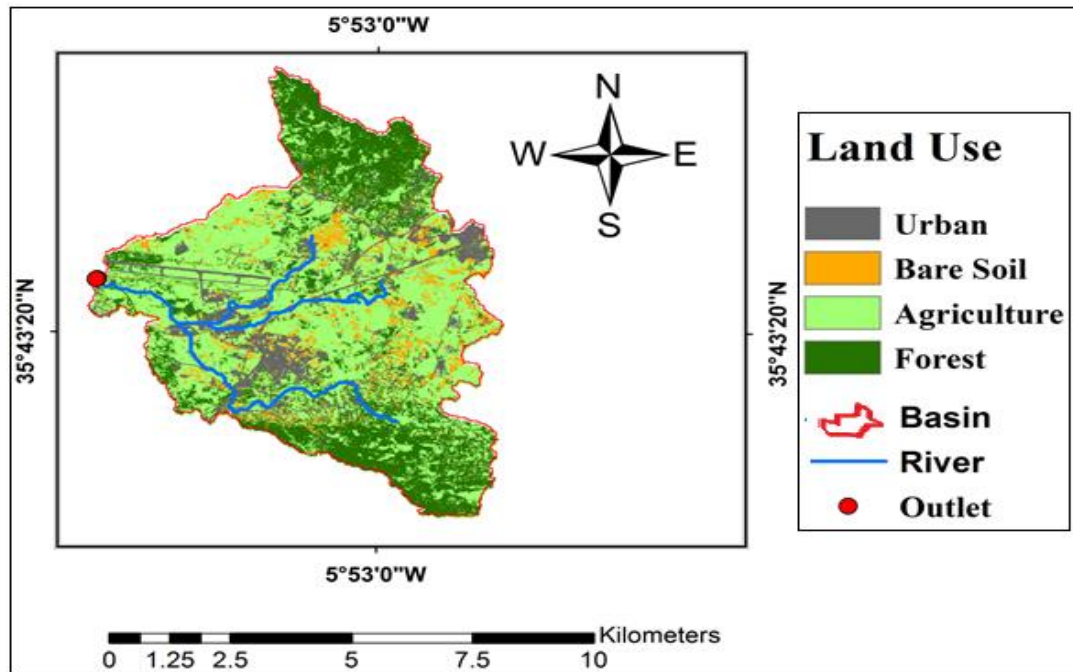 5°53'0"W
N
W E
S
35°43'20"N
35°43'20"N
5°53'0"W
Land Use
Urban
Bare Soil
Agriculture
Forest
Basin
River
Outlet
Kilometers
0 1.25 2.5 5 7.5 10